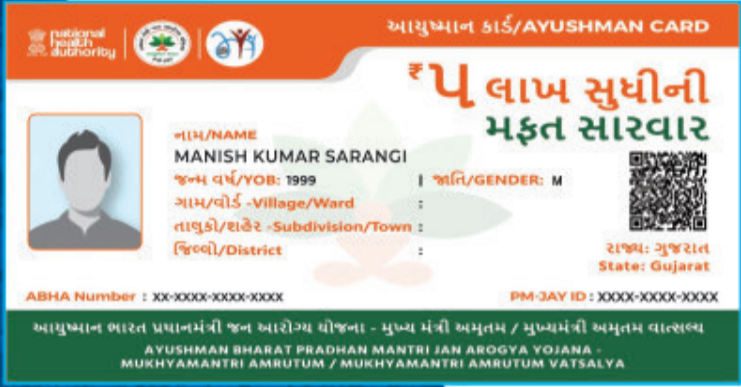 national
health
authority
આયુષ્માન કાર્ડ/AYUSHMAN CARD
₹૫ લાખ સુધીની
મફત સારવાર
નામ/NAME
MANISH KUMAR SARANGI
જન્મ વર્ષ/YOB: 1999 | જાતિ/GENDER: M
ગામ/વોર્ડ -Village/Ward :
તાલુકો/શહેર -Subdivision/Town :
જિલ્લો/District :
રાજ્ય: ગુજરાત
State: Gujarat
ABHA Number : XX-XXXX-XXXX-XXXX PM-JAY ID : XXXX-XXXX-XXXX
આયુષ્માન ભારત પ્રધાનમંત્રી જન આરોગ્ય યોજના - મુખ્ય મંત્રી અમૃતમ / મુખ્યમંત્રી અમૃતમ વાત્સલ્ય
AYUSHMAN BHARAT PRADHAN MANTRI JAN AROGYA YOJANA -
MUKHYAMANTRI AMRUTUM / MUKHYAMANTRI AMRUTUM VATSALYA